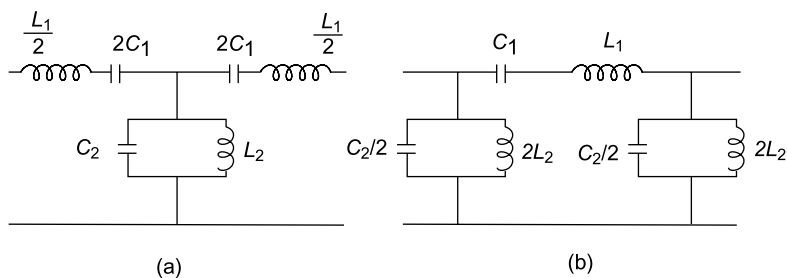 L₁/2
2C₁
2C₁
L₁/2
C₂
L₂
(a)
C₁
L₁
C₂/2
2L₂
C₂/2
2L₂
(b)